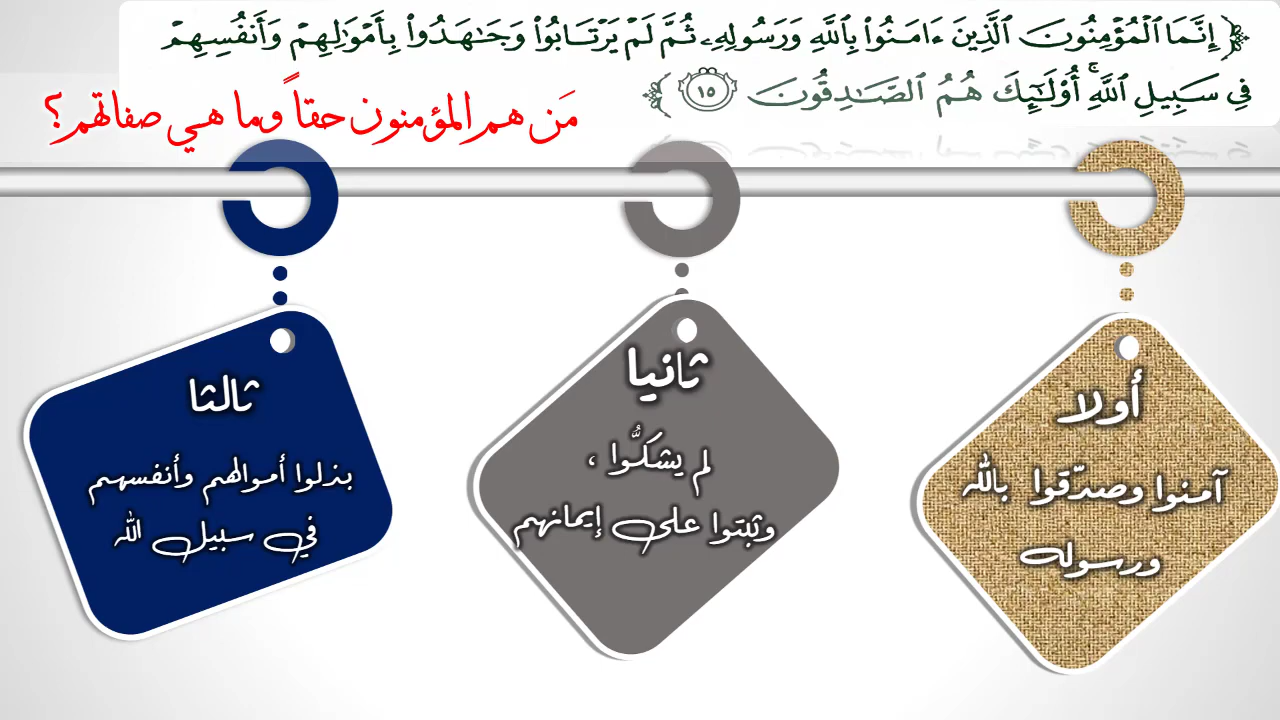 ﴿ إِنَّمَا ٱلْمُؤْمِنُونَ ٱلَّذِينَ ءَامَنُوا۟ بِٱللَّهِ وَرَسُولِهِۦ ثُمَّ لَمْ يَرْتَابُوا۟ وَجَـٰهَدُوا۟ بِأَمْوَٰلِهِمْ وَأَنفُسِهِمْ
فِى سَبِيلِ ٱللَّهِ ۚ أُو۟لَـٰٓئِكَ هُمُ ٱلصَّـٰدِقُونَ ١٥ ﴾
مَن هم المؤمنون حقاً وما هي صفاتهم؟
أولا
آمنوا وصدّقوا بالله
ورسوله
ثانيا
لم يشكُّوا ،
وثبتوا على إيمانهم
ثالثا
بذلوا أموالهم وأنفسهم
في سبيل الله